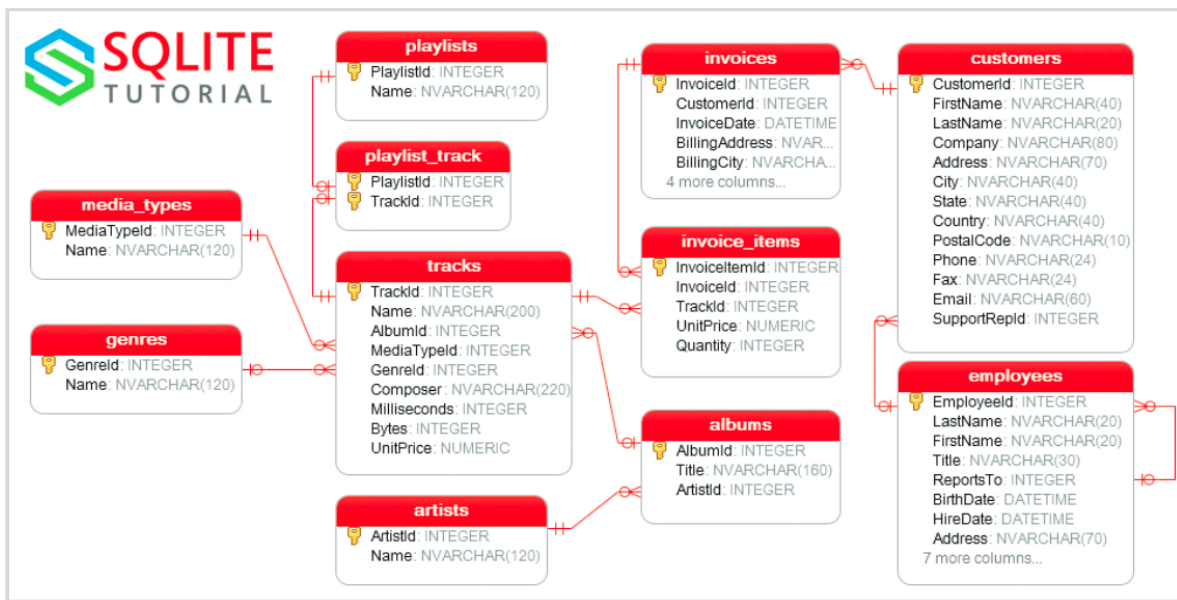 SQLITE
TUTORIAL
playlists
PlaylistId: INTEGER
Name: NVARCHAR(120)
playlist_track
PlaylistId: INTEGER
TrackId: INTEGER
media_types
MediaTypeId: INTEGER
Name: NVARCHAR(120)
genres
GenreId: INTEGER
Name: NVARCHAR(120)
tracks
TrackId: INTEGER
Name: NVARCHAR(200)
AlbumId: INTEGER
MediaTypeId: INTEGER
GenreId: INTEGER
Composer: NVARCHAR(220)
Milliseconds: INTEGER
Bytes: INTEGER
UnitPrice: NUMERIC
artists
ArtistId: INTEGER
Name: NVARCHAR(120)
invoices
InvoiceId: INTEGER
CustomerId: INTEGER
InvoiceDate: DATETIME
BillingAddress: NVAR...
BillingCity: NVARCHA...
4 more columns...
invoice_items
InvoiceItemId: INTEGER
InvoiceId: INTEGER
TrackId: INTEGER
UnitPrice: NUMERIC
Quantity: INTEGER
albums
AlbumId: INTEGER
Title: NVARCHAR(160)
ArtistId: INTEGER
customers
CustomerId: INTEGER
FirstName: NVARCHAR(40)
LastName: NVARCHAR(20)
Company: NVARCHAR(80)
Address: NVARCHAR(70)
City: NVARCHAR(40)
State: NVARCHAR(40)
Country: NVARCHAR(40)
PostalCode: NVARCHAR(10)
Phone: NVARCHAR(24)
Fax: NVARCHAR(24)
Email: NVARCHAR(60)
SupportRepId: INTEGER
employees
EmployeeId: INTEGER
LastName: NVARCHAR(20)
FirstName: NVARCHAR(20)
Title: NVARCHAR(30)
ReportsTo: INTEGER
BirthDate: DATETIME
HireDate: DATETIME
Address: NVARCHAR(70)
7 more columns...